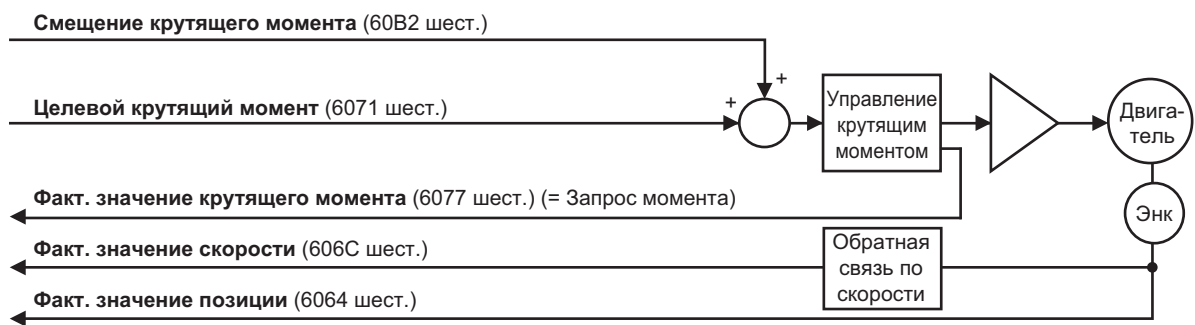 Смещение крутящего момента (60B2 шест.)
+
Целевой крутящий момент (6071 шест.)
+
Управление
крутящим
моментом
Двига-
тель
Факт. значение крутящего момента (6077 шест.) (= Запрос момента)
Энк
Факт. значение скорости (606C шест.)
Обратная
связь по
скорости
Факт. значение позиции (6064 шест.)